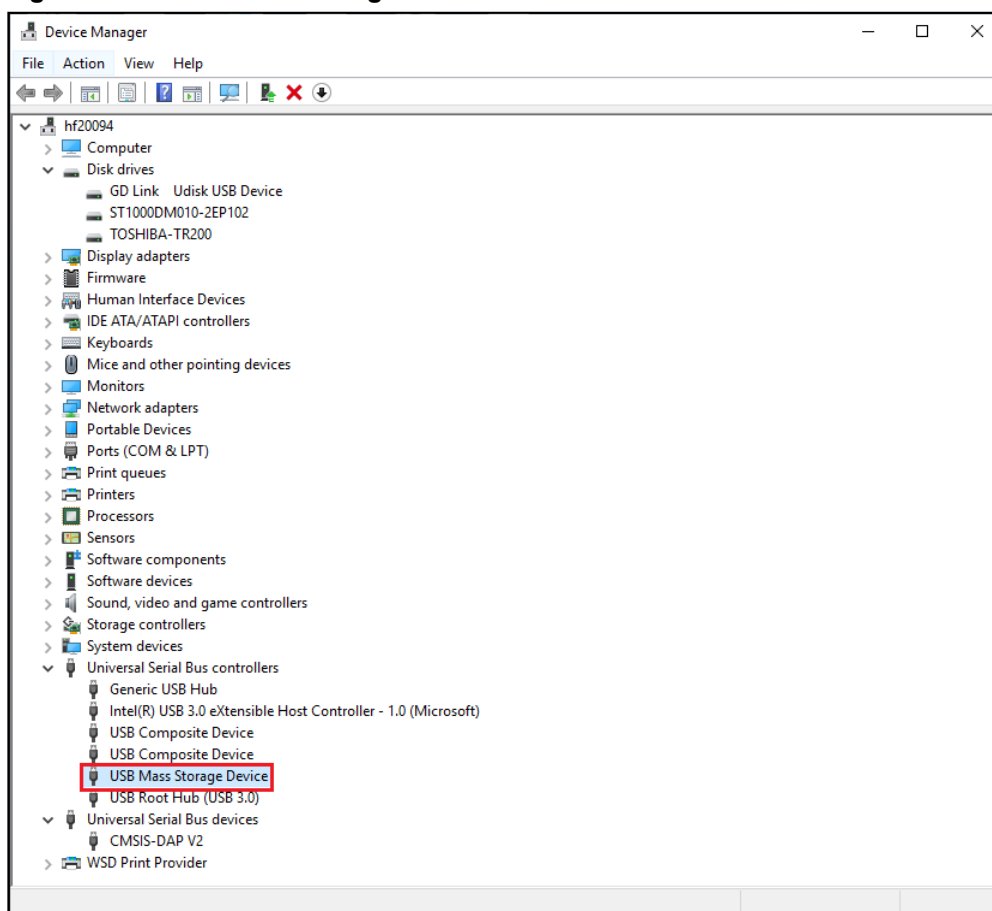 Device Manager
File Action View Help
hf20094
Computer
Disk drives
GD Link Udisk USB Device
ST1000DM010-2EP102
TOSHIBA-TR200
Display adapters
Firmware
Human Interface Devices
IDE ATA/ATAPI controllers
Keyboards
Mice and other pointing devices
Monitors
Network adapters
Portable Devices
Ports (COM & LPT)
Print queues
Printers
Processors
Sensors
Software components
Software devices
Sound, video and game controllers
Storage controllers
System devices
Universal Serial Bus controllers
Generic USB Hub
Intel(R) USB 3.0 eXtensible Host Controller - 1.0 (Microsoft)
USB Composite Device
USB Composite Device
USB Mass Storage Device
USB Root Hub (USB 3.0)
Universal Serial Bus devices
CMSIS-DAP V2
WSD Print Provider